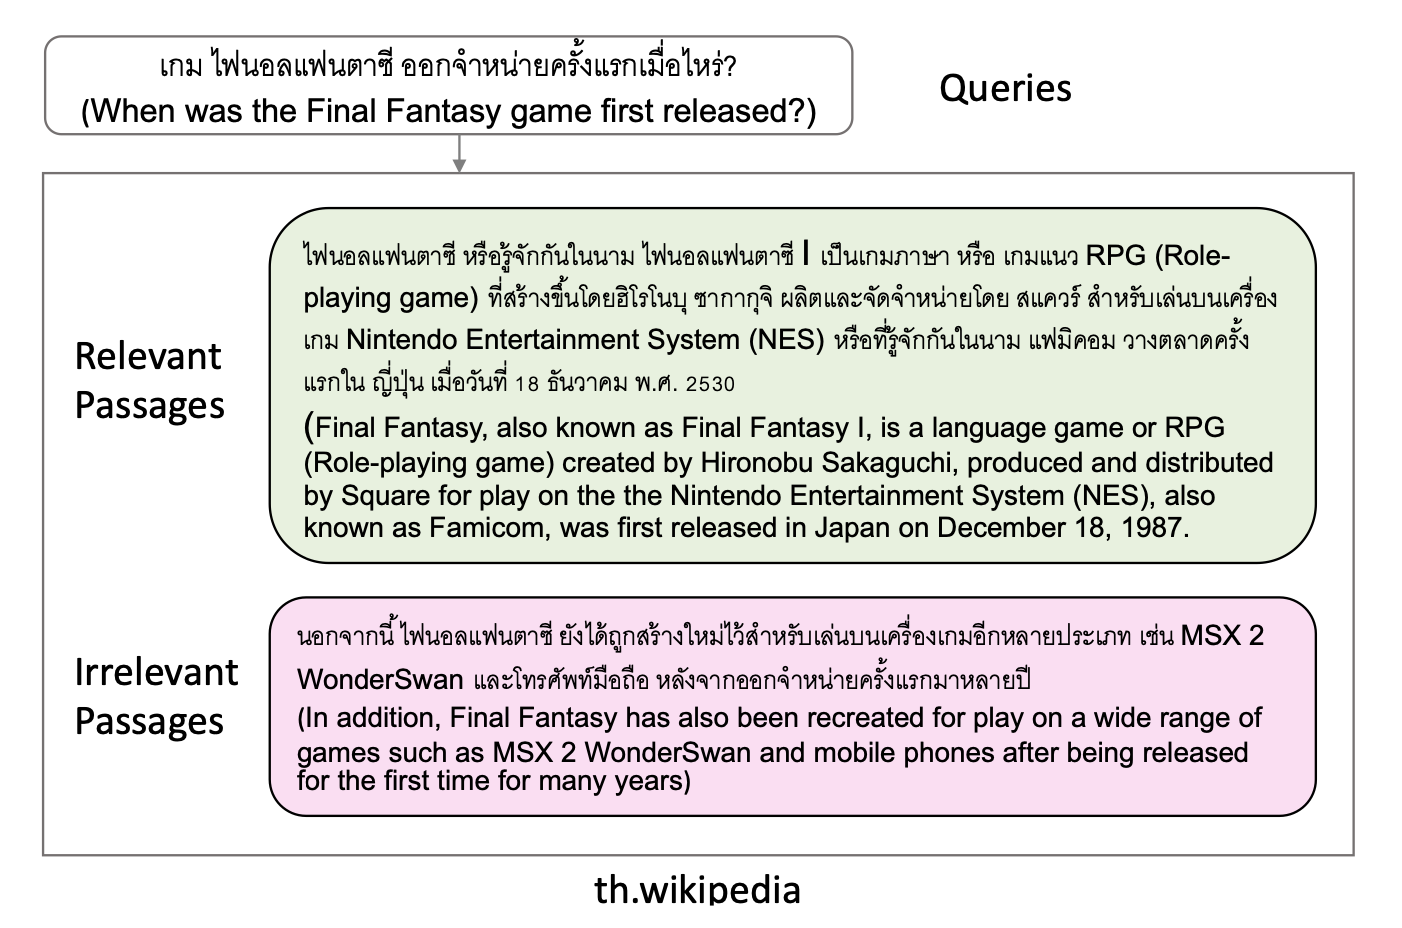 เกม ไฟนอลแฟนตาซี ออกจำหน่ายครั้งแรกเมื่อไหร่?
(When was the Final Fantasy game first released?)
Queries
Relevant
Passages
ไฟนอลแฟนตาซี หรือรู้จักกันในนาม ไฟนอลแฟนตาซี I เป็นเกมภาษา หรือ เกมแนว RPG (Role-
playing game) ที่สร้างขึ้นโดยฮิโรโนบุ ซากากุจิ ผลิตและจัดจำหน่ายโดย สแควร์ สำหรับเล่นบนเครื่อง
เกม Nintendo Entertainment System (NES) หรือที่รู้จักกันในนาม แฟมิคอม วางตลาดครั้ง
แรกใน ญี่ปุ่น เมื่อวันที่ 18 ธันวาคม พ.ศ. 2530
(Final Fantasy, also known as Final Fantasy I, is a language game or RPG
(Role-playing game) created by Hironobu Sakaguchi, produced and distributed
by Square for play on the the Nintendo Entertainment System (NES), also
known as Famicom, was first released in Japan on December 18, 1987.
Irrelevant
Passages
นอกจากนี้ ไฟนอลแฟนตาซี ยังได้ถูกสร้างใหม่ไว้สำหรับเล่นบนเครื่องเกมอีกหลายประเภท เช่น MSX 2
WonderSwan และโทรศัพท์มือถือ หลังจากออกจำหน่ายครั้งแรกมาหลายปี
(In addition, Final Fantasy has also been recreated for play on a wide range of
games such as MSX 2 WonderSwan and mobile phones after being released
for the first time for many years)
th.wikipedia